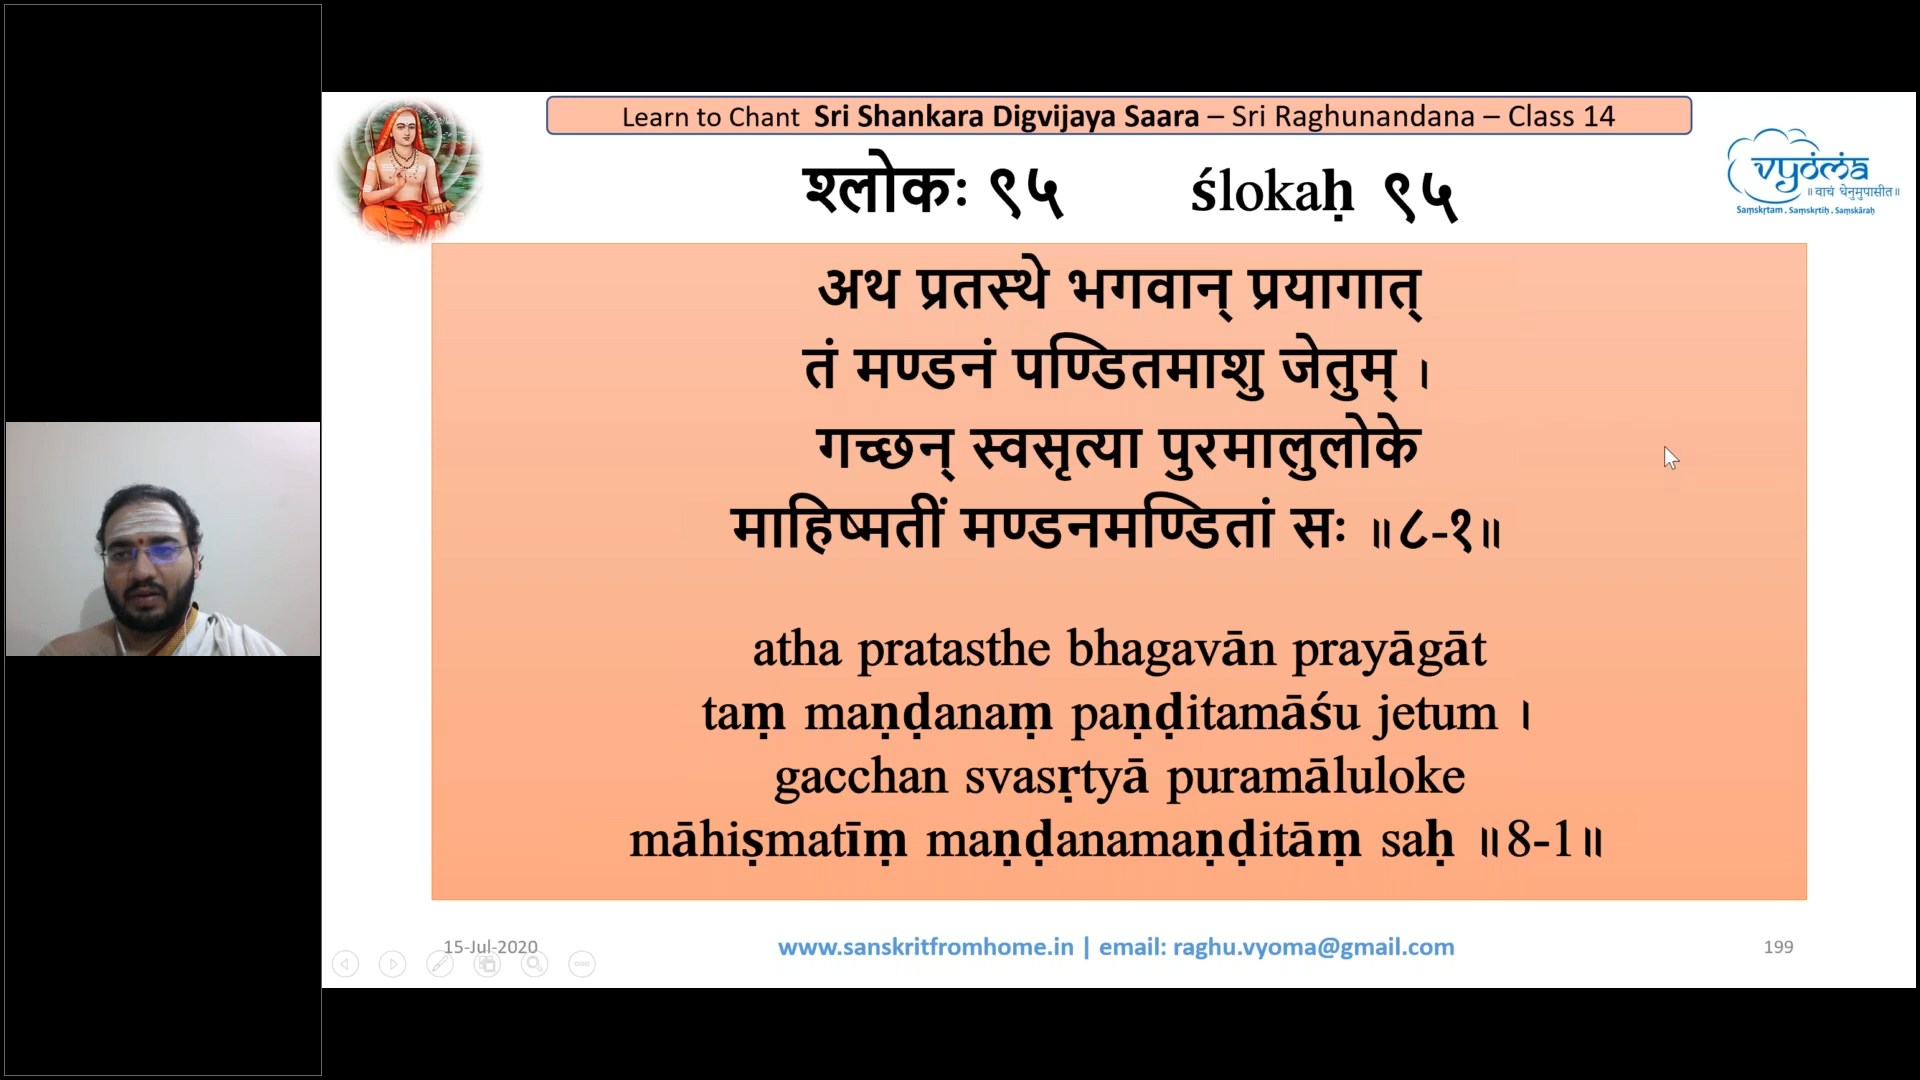 Learn to Chant Sri Shankara Digvijaya Saara – Sri Raghunandana – Class 14
vyoma
॥ वाचं धेनुमुपासीत ॥
Saṃskṛtam . Saṃskṛtiḥ . Saṃskāraḥ
श्लोकः ९५ ślokaḥ ९५
अथ प्रतस्थे भगवान् प्रयागात्
तं मण्डनं पण्डितमाशु जेतुम् ।
गच्छन् स्वसृत्या पुरमालुलोके
माहिष्मतीं मण्डनमण्डितां सः ॥८-१॥
atha pratasthe bhagavān prayāgāt
taṃ maṇḍanaṃ paṇḍitamāśu jetum ।
gacchan svasṛtyā puramāluloke
māhiṣmatīṃ maṇḍanamaṇḍitāṃ saḥ ॥8-1॥
15-Jul-2020 www.sanskritfromhome.in | email: raghu.vyoma@gmail.com 199